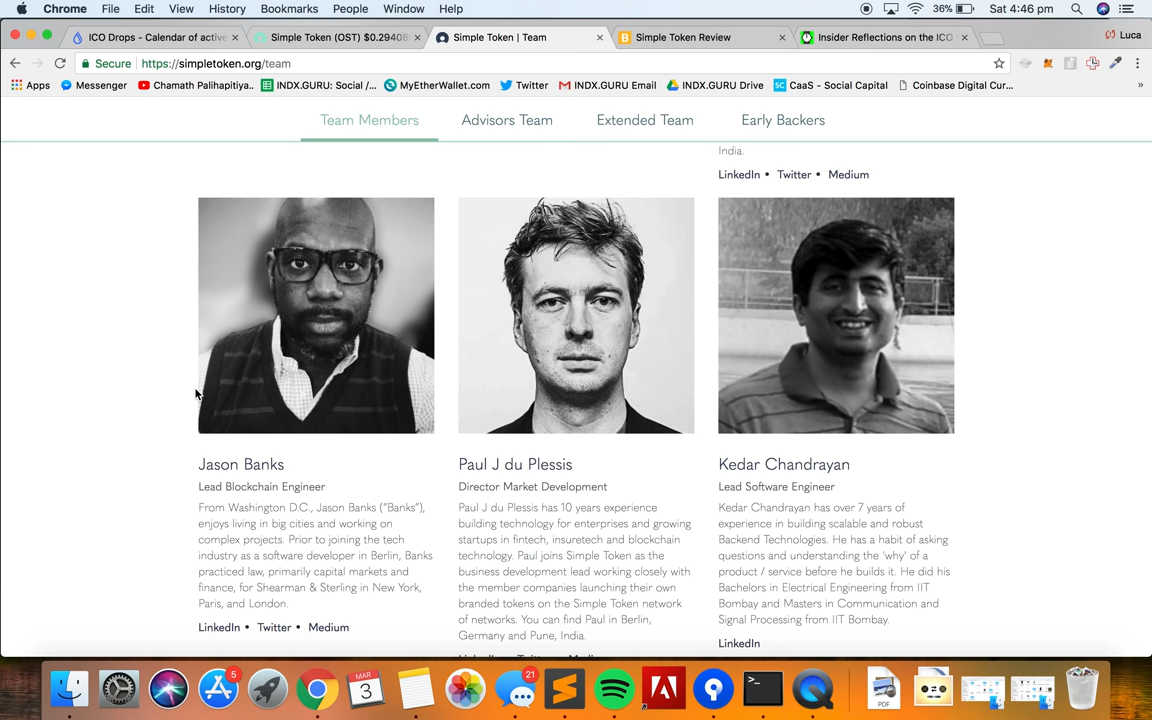 Chrome File Edit View History Bookmarks People Window Help 36% Sat 4:46 pm
ICO Drops - Calendar of active Simple Token (OST) $0.29408 Simple Token | Team Simple Token Review Insider Reflections on the ICO Luca
Secure https://simpletoken.org/team
Apps Messenger Chamath Palihapitiya... INDX.GURU: Social /... MyEtherWallet.com Twitter INDX.GURU Email INDX.GURU Drive CaaS - Social Capital Coinbase Digital Cur... »
Team Members Advisors Team Extended Team Early Backers
India.
LinkedIn • Twitter • Medium
Jason Banks
Lead Blockchain Engineer
From Washington D.C., Jason Banks ("Banks"),
enjoys living in big cities and working on
complex projects. Prior to joining the tech
industry as a software developer in Berlin, Banks
practiced law, primarily capital markets and
finance, for Shearman & Sterling in New York,
Paris, and London.
LinkedIn • Twitter • Medium
Paul J du Plessis
Director Market Development
Paul J du Plessis has 10 years experience
building technology for enterprises and growing
startups in fintech, insuretech and blockchain
technology. Paul joins Simple Token as the
business development lead working closely with
the member companies launching their own
branded tokens on the Simple Token network
of networks. You can find Paul in Berlin,
Germany and Pune, India.
Kedar Chandrayan
Lead Software Engineer
Kedar Chandrayan has over 7 years of
experience in building scalable and robust
Backend Technologies. He has a habit of asking
questions and understanding the 'why' of a
product / service before he builds it. He did his
Bachelors in Electrical Engineering from IIT
Bombay and Masters in Communication and
Signal Processing from IIT Bombay.
LinkedIn
5
MAR
3
21
PDF